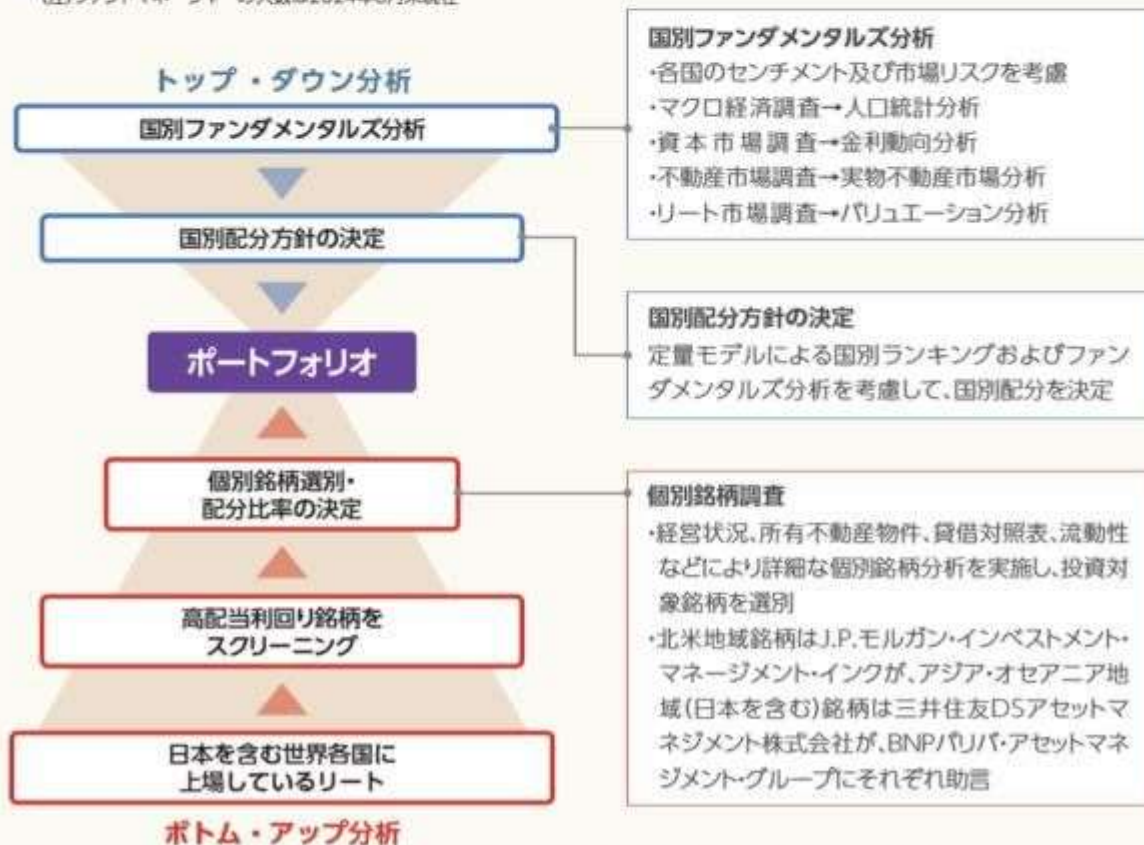 トップ・ダウン分析
国別ファンダメンタルズ分析
国別配分方針の決定
ポートフォリオ
個別銘柄選別・
配分比率の決定
高配当利回り銘柄を
スクリーニング
日本を含む世界各国に
上場しているリート
ボトム・アップ分析
国別ファンダメンタルズ分析
・各国のセンチメント及び市場リスクを考慮
・マクロ経済調査→人口統計分析
・資本市場調査→金利動向分析
・不動産市場調査→実物不動産市場分析
・リート市場調査→バリュエーション分析
国別配分方針の決定
定量モデルによる国別ランキングおよびファン
ダメンタルズ分析を考慮して、国別配分を決定
個別銘柄調査
・経営状況、所有不動産物件、貸借対照表、流動性
などにより詳細な個別銘柄分析を実施し、投資対
象銘柄を選別
・北米地域銘柄はJ.P.モルガン・インベストメント・
マネージメント・インクが、アジア・オセアニア地
域(日本を含む)銘柄は三井住友DSアセットマ
ネジメント株式会社が、BNPパリバ・アセットマネ
ジメント・グループにそれぞれ助言